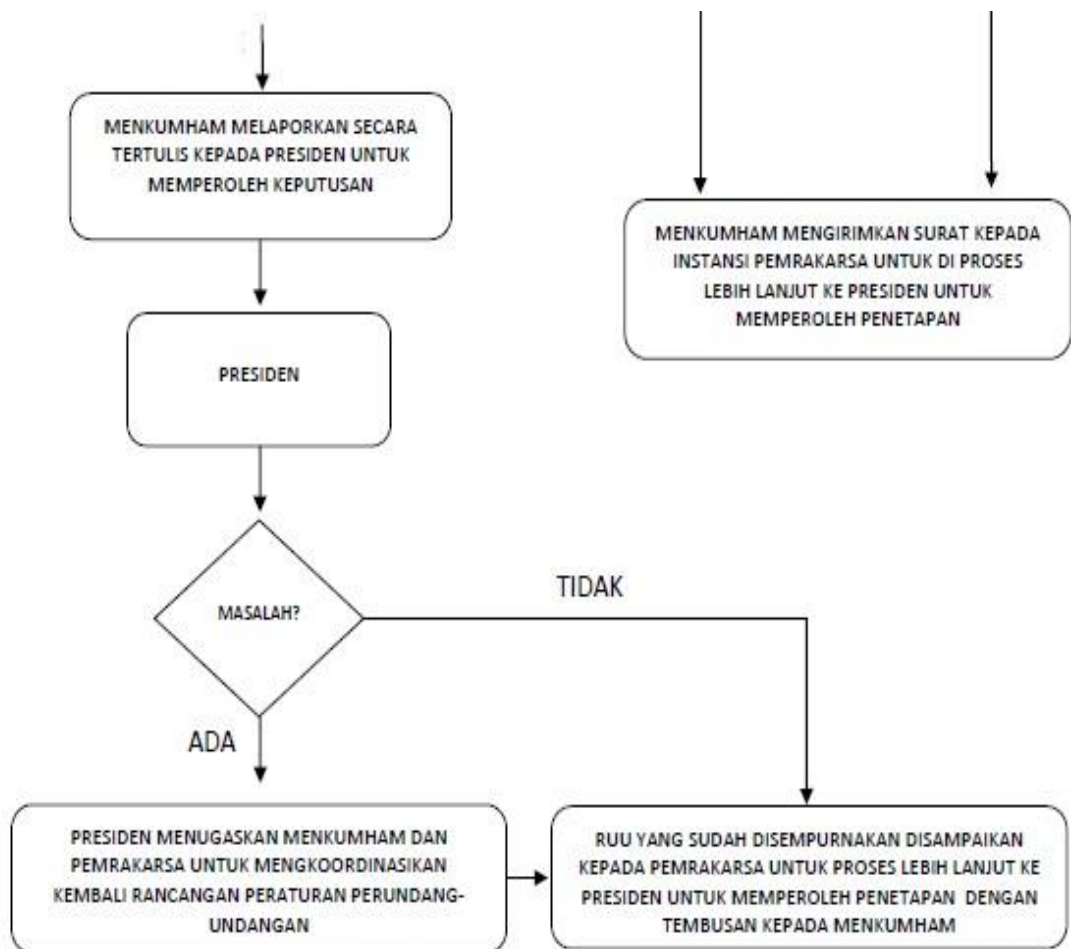 MENKUMHAM MELAPORKAN SECARA
TERTULIS KEPADA PRESIDEN UNTUK
MEMPEROLEH KEPUTUSAN
MENKUMHAM MENGIRIMKAN SURAT KEPADA
INSTANSI PEMRAKARSA UNTUK DI PROSES
LEBIH LANJUT KE PRESIDEN UNTUK
MEMPEROLEH PENETAPAN
PRESIDEN
MASALAH?
TIDAK
ADA
PRESIDEN MENUGASKAN MENKUMHAM DAN
PEMRAKARSA UNTUK MENGKOORDINASIKAN
KEMBALI RANCANGAN PERATURAN PERUNDANG-
UNDANGAN
RUU YANG SUDAH DISEMPURNAKAN DISAMPAIKAN
KEPADA PEMRAKARSA UNTUK PROSES LEBIH LANJUT KE
PRESIDEN UNTUK MEMPEROLEH PENETAPAN DENGAN
TEMBUSAN KEPADA MENKUMHAM